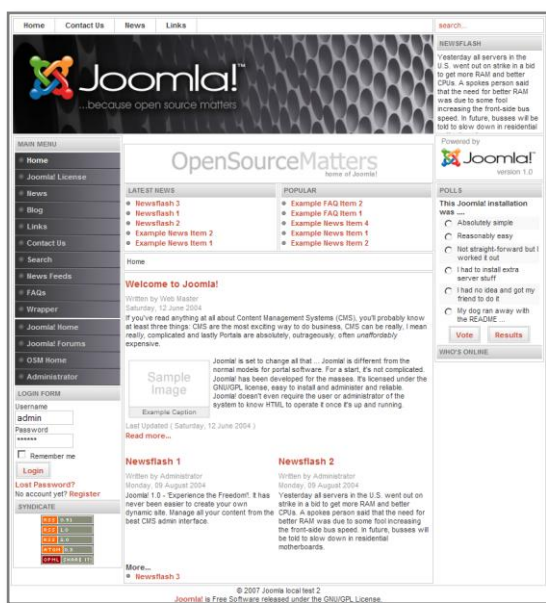 Home Contact Us News Links
search...
Joomla!™
...because open source matters
NEWSFLASH
Yesterday all servers in the
U.S. went out on strike in a bid
to get more RAM and better
CPUs. A spokes person said
that the need for better RAM
was due to some fool
increasing the front-side bus
speed. In future, busses will be
told to slow down in residential
MAIN MENU
Home
Joomla! License
News
Blog
Links
Contact Us
Search
News Feeds
FAQs
Wrapper
Joomla! Home
Joomla! Forums
OSM Home
Administrator
LOGIN FORM
Username
admin
Password
******
Remember me
Login
Lost Password?
No account yet? Register
SYNDICATE
RSS 0.91
RSS 1.0
RSS 2.0
ATOM 0.3
OPML SHARE IT!
OpenSourceMatters
home of Joomla!
LATEST NEWS
Newsflash 3
Newsflash 1
Newsflash 2
Example News Item 2
Example News Item 1
POPULAR
Example FAQ Item 2
Example FAQ Item 1
Example News Item 4
Example News Item 1
Example News Item 2
Home
Welcome to Joomla!
Written by Web Master
Saturday, 12 June 2004
If you've read anything at all about Content Management Systems (CMS), you'll probably know
at least three things: CMS are the most exciting way to do business, CMS can be really, I mean
really, complicated and lastly Portals are absolutely, outrageously, often unaffordably
expensive.
Sample
Image
Example Caption
Joomla! is set to change all that ... Joomla! is different from the
normal models for portal software. For a start, it's not complicated.
Joomla! has been developed for the masses. It's licensed under the
GNU/GPL license, easy to install and administer and reliable.
Joomla! doesn't even require the user or administrator of the
system to know HTML to operate it once it's up and running.
Last Updated ( Saturday, 12 June 2004 )
Read more...
Newsflash 1
Written by Administrator
Monday, 09 August 2004
Joomla! 1.0 - 'Experience the Freedom!'. It has
never been easier to create your own
dynamic site. Manage all your content from the
best CMS admin interface.
Newsflash 2
Written by Administrator
Monday, 09 August 2004
Yesterday all servers in the U.S. went out on
strike in a bid to get more RAM and better
CPUs. A spokes person said that the need for
better RAM was due to some fool increasing
the front-side bus speed. In future, busses will
be told to slow down in residential
motherboards.
More...
Newsflash 3
Powered by
Joomla!
version 1.0
POLLS
This Joomla! installation
was ....
Absolutely simple
Reasonably easy
Not straight-forward but I
worked it out
I had to install extra
server stuff
I had no idea and got my
friend to do it
My dog ran away with
the README ...
Vote Results
WHO'S ONLINE
© 2007 Joomla local test 2
Joomla! is Free Software released under the GNU/GPL License.